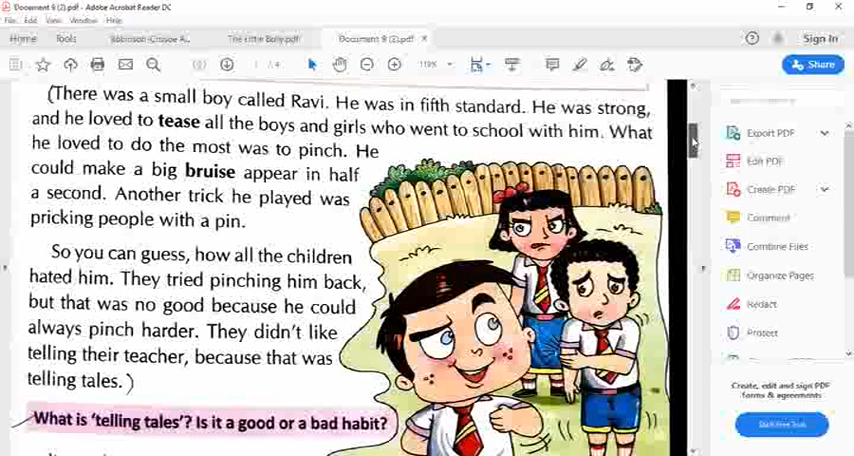 Document 9 (2).pdf - Adobe Acrobat Reader DC
File Edit View Window Help
Home Tools Robinson Crusoe A... The Little Bully.pdf Document 9 (2).pdf × Sign In
1 / 4 119% Share
(There was a small boy called Ravi. He was in fifth standard. He was strong,
and he loved to tease all the boys and girls who went to school with him. What
he loved to do the most was to pinch. He
could make a big bruise appear in half
a second. Another trick he played was
pricking people with a pin.
So you can guess, how all the children
hated him. They tried pinching him back,
but that was no good because he could
always pinch harder. They didn't like
telling their teacher, because that was
telling tales.)
What is 'telling tales'? Is it a good or a bad habit?
Export PDF
Edit PDF
Create PDF
Comment
Combine Files
Organize Pages
Redact
Protect
Create, edit and sign PDF
forms & agreements
Start Free Trial